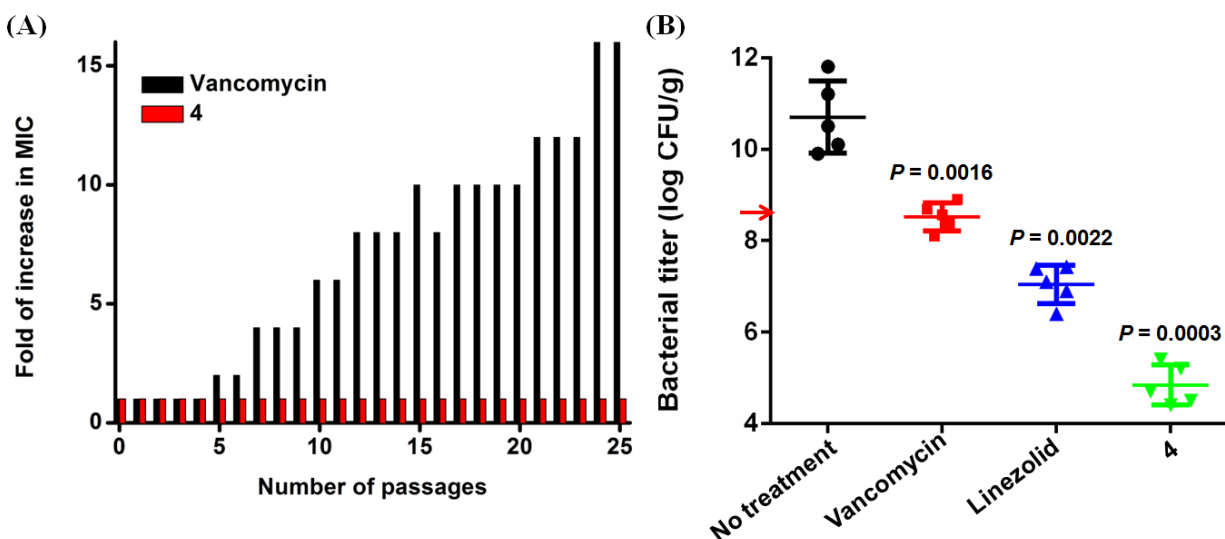 (A)
Fold of increase in MIC
15
10
5
0
Vancomycin
4
0 5 10 15 20 25
Number of passages
(B)
Bacterial titer (log CFU/g)
12
10
8
6
4
P = 0.0016
P = 0.0022
P = 0.0003
No treatment
Vancomycin
Linezolid
4